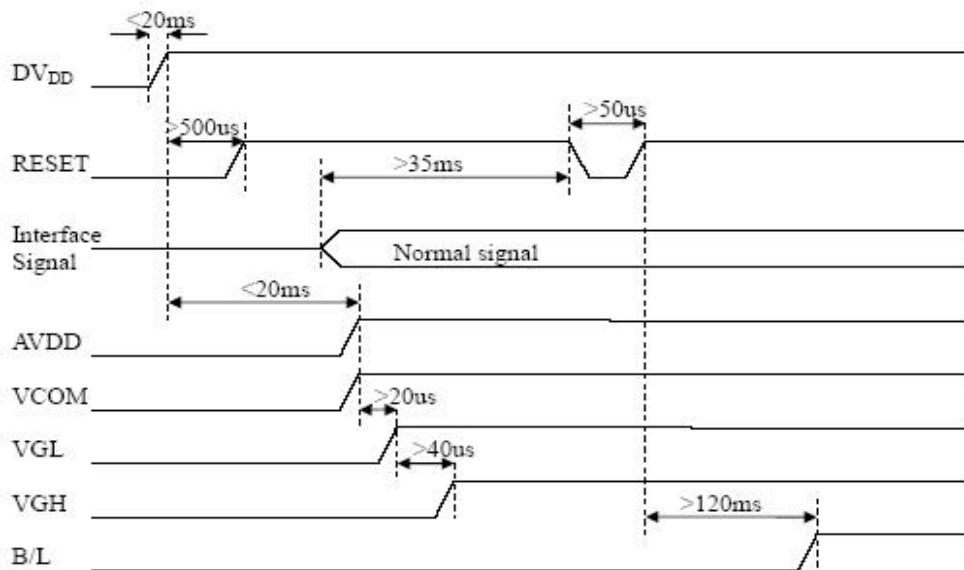 <20ms
DVDD
>500us
>50us
RESET
>35ms
Interface
Signal
Normal signal
<20ms
AVDD
VCOM
>20us
VGL
>40us
VGH
>120ms
B/L